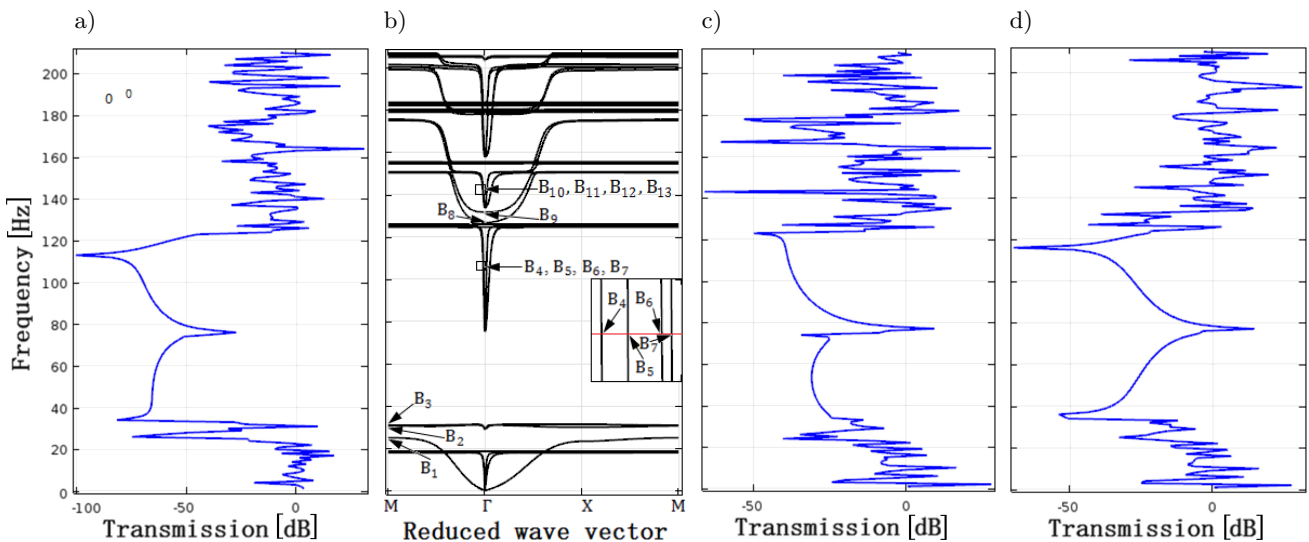 a) b) c) d)
Frequency [Hz]
200
180
160
140
120
100
80
60
40
20
0
0 0
-100 -50 0
Transmission [dB]
B10, B11, B12, B13
B8 B9
B4, B5, B6, B7
B4 B6
B7
B5
B3
B2
B1
M Γ X M
Reduced wave vector
-50 0
Transmission [dB]
-50 0
Transmission [dB]